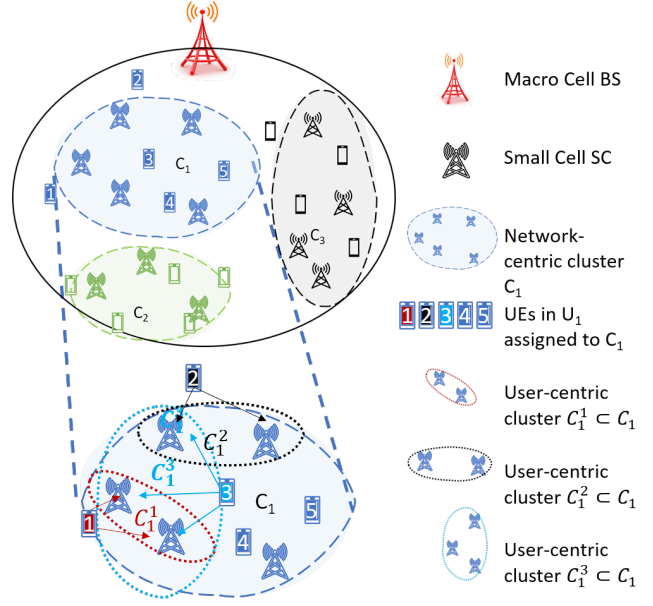 2
Macro Cell BS
C₁
3
5
1
4
Small Cell SC
C₃
Network-
centric cluster
C₁
C₂
1 2 3 4 5
UEs in U₁
assigned to C₁
2
User-centric
cluster C₁¹ ⊂ C₁
C₁²
C₁³
C₁
3
C₁¹
1
5
4
User-centric
cluster C₁² ⊂ C₁
User-centric
cluster C₁³ ⊂ C₁